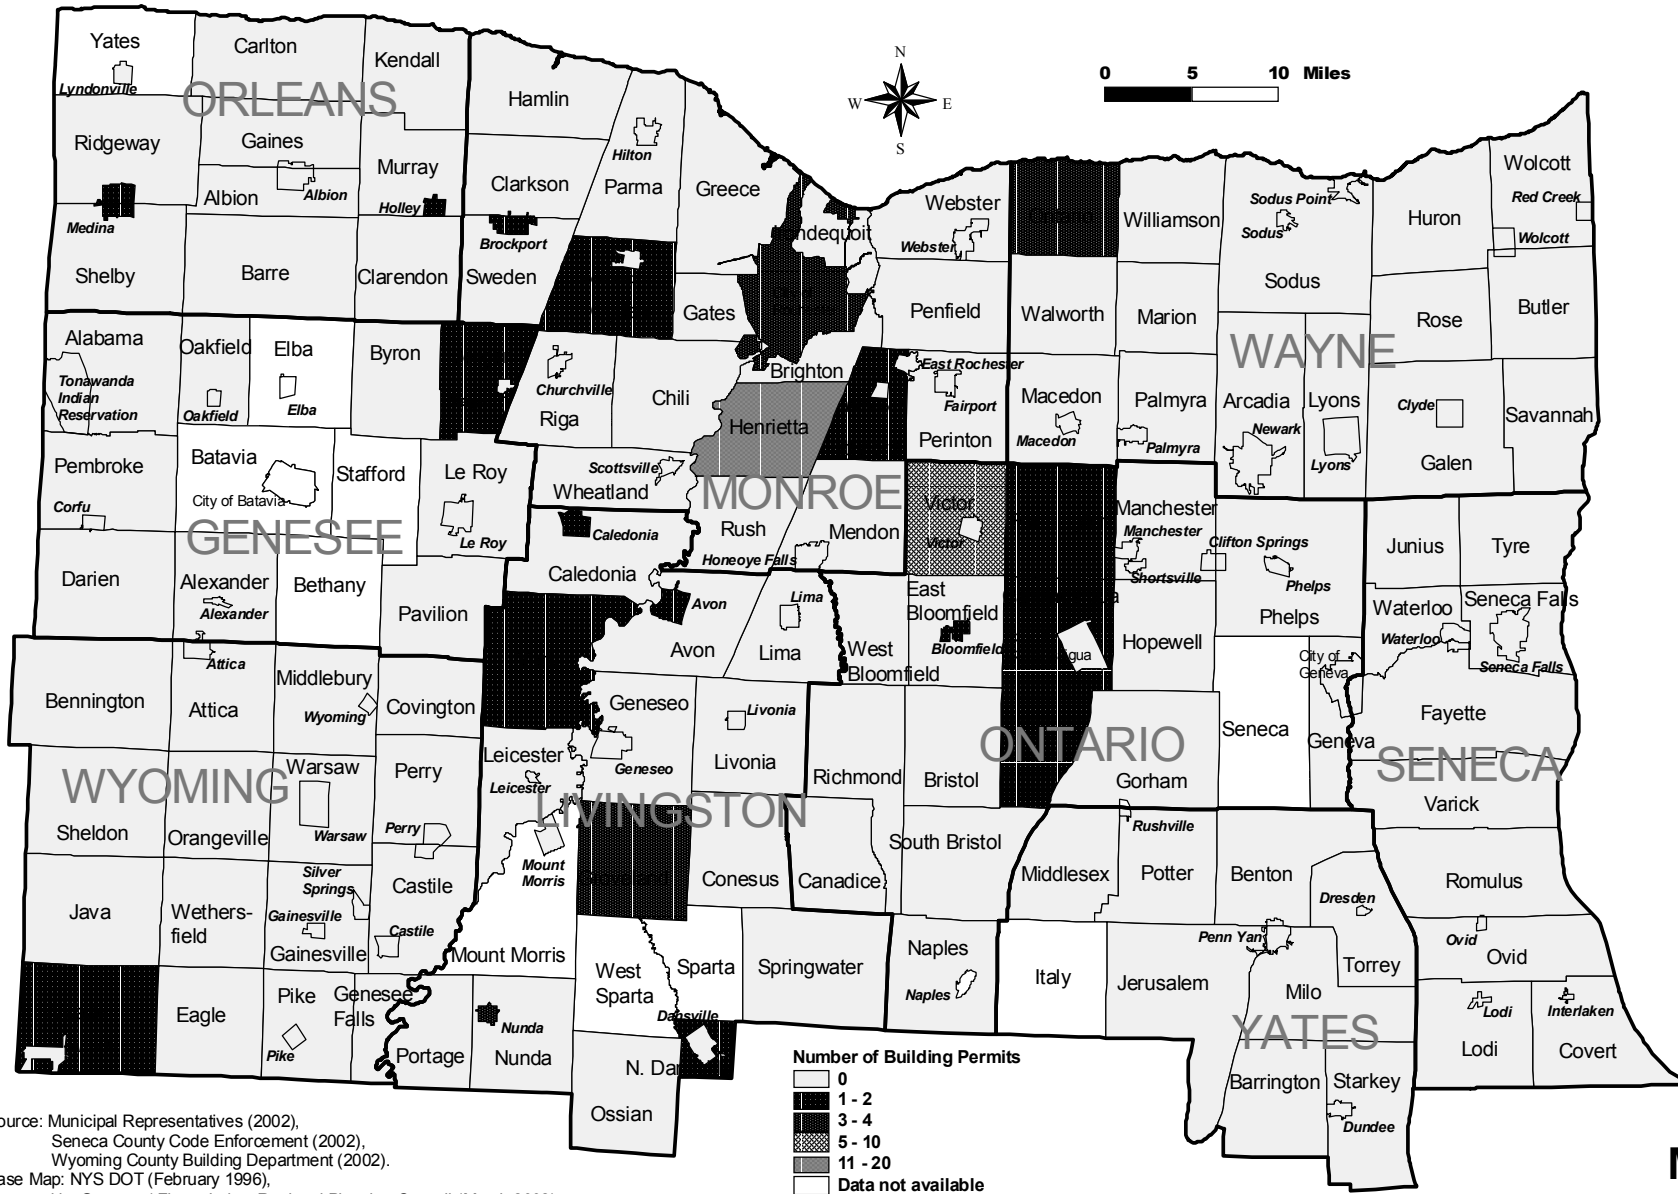 Yates
Lyndonville
Carlton
Kendall
ORLEANS
Ridgeway
Gaines
Albion
Albion
Murray
Holley
Medina
Shelby
Barre
Clarendon
Hamlin
Clarkson
Brockport
Sweden
Hilton
Parma
Greece
Gates
ondequoit
Webster
Webster
Penfield
N
W
E
S
0 5 10 Miles
Ontario
Williamson
Sodus Point
Sodus
Sodus
Huron
Wolcott
Red Creek
Wolcott
Butler
Rose
Walworth
Marion
WAYNE
Macedon
Macedon
Palmyra
Palmyra
Arcadia
Newark
Lyons
Lyons
Clyde
Galen
Savannah
Alabama
Tonawanda
Indian
Reservation
Oakfield
Oakfield
Elba
Elba
Byron
Churchville
Riga
Chili
Brighton
Henrietta
East Rochester
Fairport
Perinton
Pembroke
Corfu
Batavia
City of Batavia
Stafford
Le Roy
Le Roy
GENESEE
Scottsville
Wheatland
MONROE
Rush
Honeoye Falls
Mendon
Victor
Victor
Manchester
Manchester
Shortsville
Clifton Springs
Phelps
Phelps
Junius
Tyre
Darien
Alexander
Alexander
Bethany
Pavilion
Caledonia
Caledonia
Avon
Avon
Lima
Lima
East
Bloomfield
Bloomfield
West
Bloomfield
Hopewell
Waterloo
Waterloo
Seneca Falls
Seneca Falls
Attica
Attica
Bennington
Middlebury
Wyoming
Covington
Geneseo
Geneseo
Livonia
Livonia
gua
City of
Geneva
Seneca
Geneva
Fayette
ONTARIO
SENECA
WYOMING
Warsaw
Warsaw
Perry
Perry
Leicester
Leicester
LIVINGSTON
Richmond
Bristol
Gorham
Varick
Sheldon
Orangeville
Mount
Morris
Groveland
Conesus
Canadice
South Bristol
Rushville
Middlesex
Potter
Benton
Dresden
Romulus
Java
Wethers-
field
Silver
Springs
Gainesville
Gainesville
Castile
Castile
Mount Morris
West
Sparta
Sparta
Springwater
Naples
Naples
Italy
Jerusalem
Penn Yan
Torrey
Milo
Ovid
Ovid
Eagle
Pike
Pike
Genesee
Falls
Portage
Nunda
Nunda
Dansville
N. Da
Ossian
YATES
Barrington
Starkey
Dundee
Lodi
Lodi
Interlaken
Covert
Number of Building Permits
0
1 - 2
3 - 4
5 - 10
11 - 20
Data not available
ource: Municipal Representatives (2002),
Seneca County Code Enforcement (2002),
Wyoming County Building Department (2002).
ase Map: NYS DOT (February 1996),